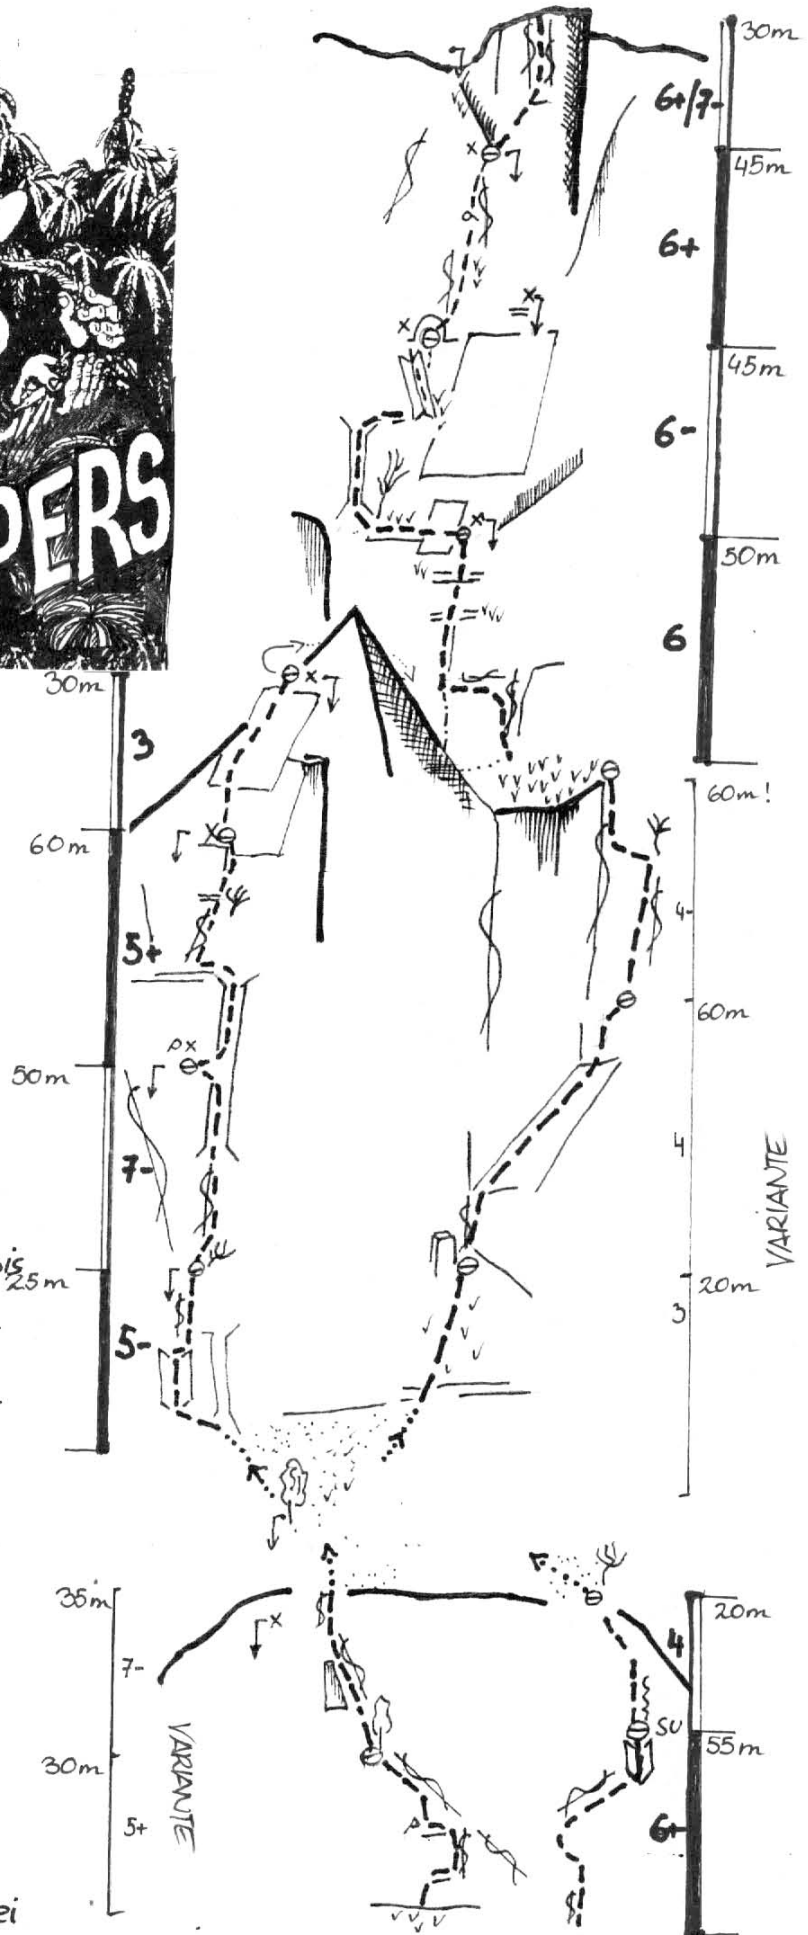 30m
6+/7-
45m
6+
45m
6-
50m
6
PERS
30m
3
60m
5+
50m
7-
25m
5-
60m!
4-
60m
4
VARIANTE
20m
3
35m
7-
30m
VARIANTE
5+
20m
4
SU
55m
6+
ei